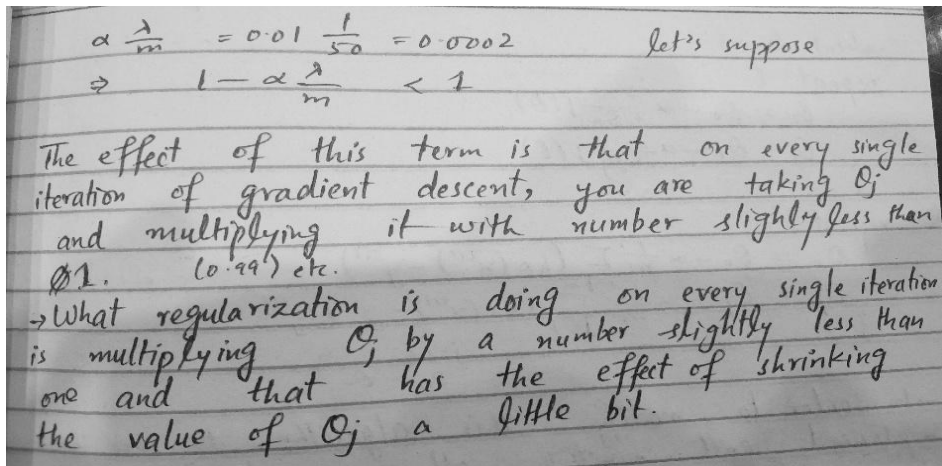 α λ/m = 0.01 1/50 = 0.0002 let's suppose
⇒ 1 - α λ/m < 1
The effect of this term is that on every single
iteration of gradient descent, you are taking θj
and multiplying it with number slighly less than
1. (0.99) etc.
→ What regularization is doing on every single iteration
is multiplying θj by a number slightly less than
one and that has the effect of shrinking
the value of θj a little bit.